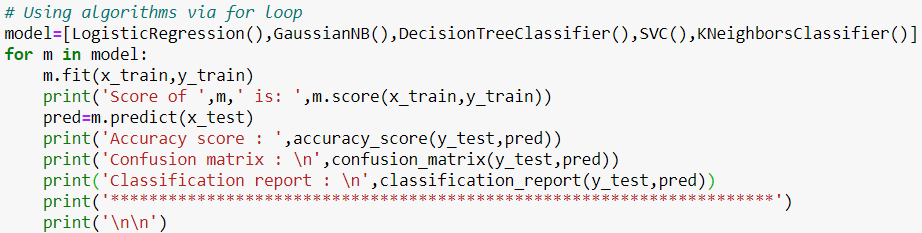 # Using algorithms via for loop
model=[LogisticRegression(),GaussianNB(),DecisionTreeClassifier(),SVC(),KNeighborsClassifier()]
for m in model:
    m.fit(x_train,y_train)
    print('Score of ',m,' is: ',m.score(x_train,y_train))
    pred=m.predict(x_test)
    print('Accuracy score : ',accuracy_score(y_test,pred))
    print('Confusion matrix : \n',confusion_matrix(y_test,pred))
    print('Classification report : \n',classification_report(y_test,pred))
    print('**********************************************************************')
    print('\n\n')